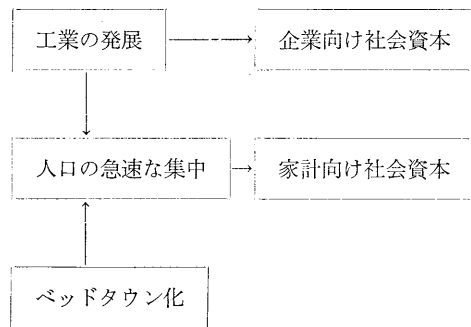 工業の発展
企業向け社会資本
人口の急速な集中
家計向け社会資本
ベッドタウン化